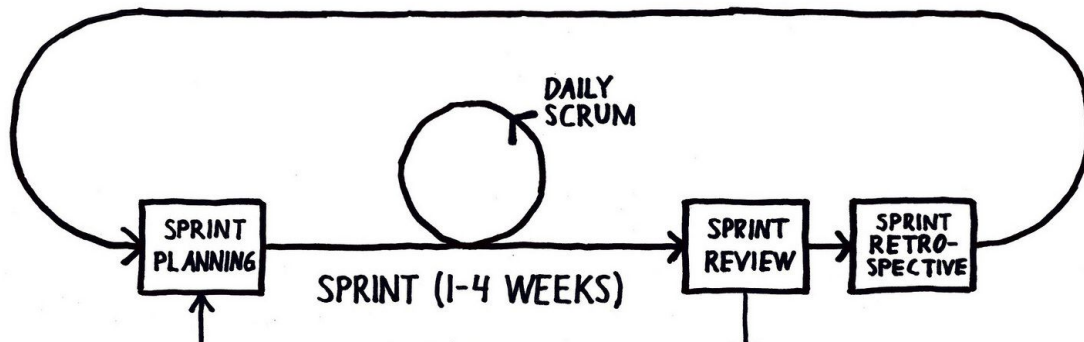 DAILY
SCRUM
SPRINT
PLANNING
SPRINT (1-4 WEEKS)
SPRINT
REVIEW
SPRINT
RETRO-
SPECTIVE